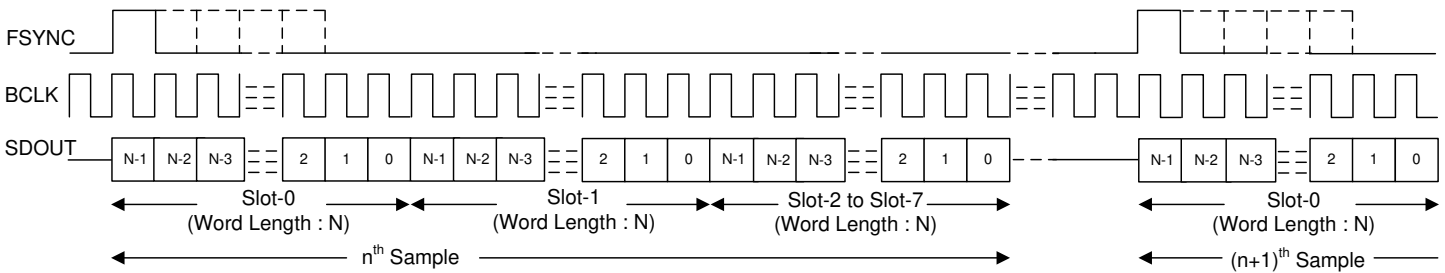 FSYNC
BCLK
SDOUT N-1 N-2 N-3 2 1 0 N-1 N-2 N-3 2 1 0 N-1 N-2 N-3 2 1 0 N-1 N-2 N-3 2 1 0
Slot-0 Slot-1 Slot-2 to Slot-7 Slot-0
(Word Length : N) (Word Length : N) (Word Length : N) (Word Length : N)
nth Sample (n+1)th Sample